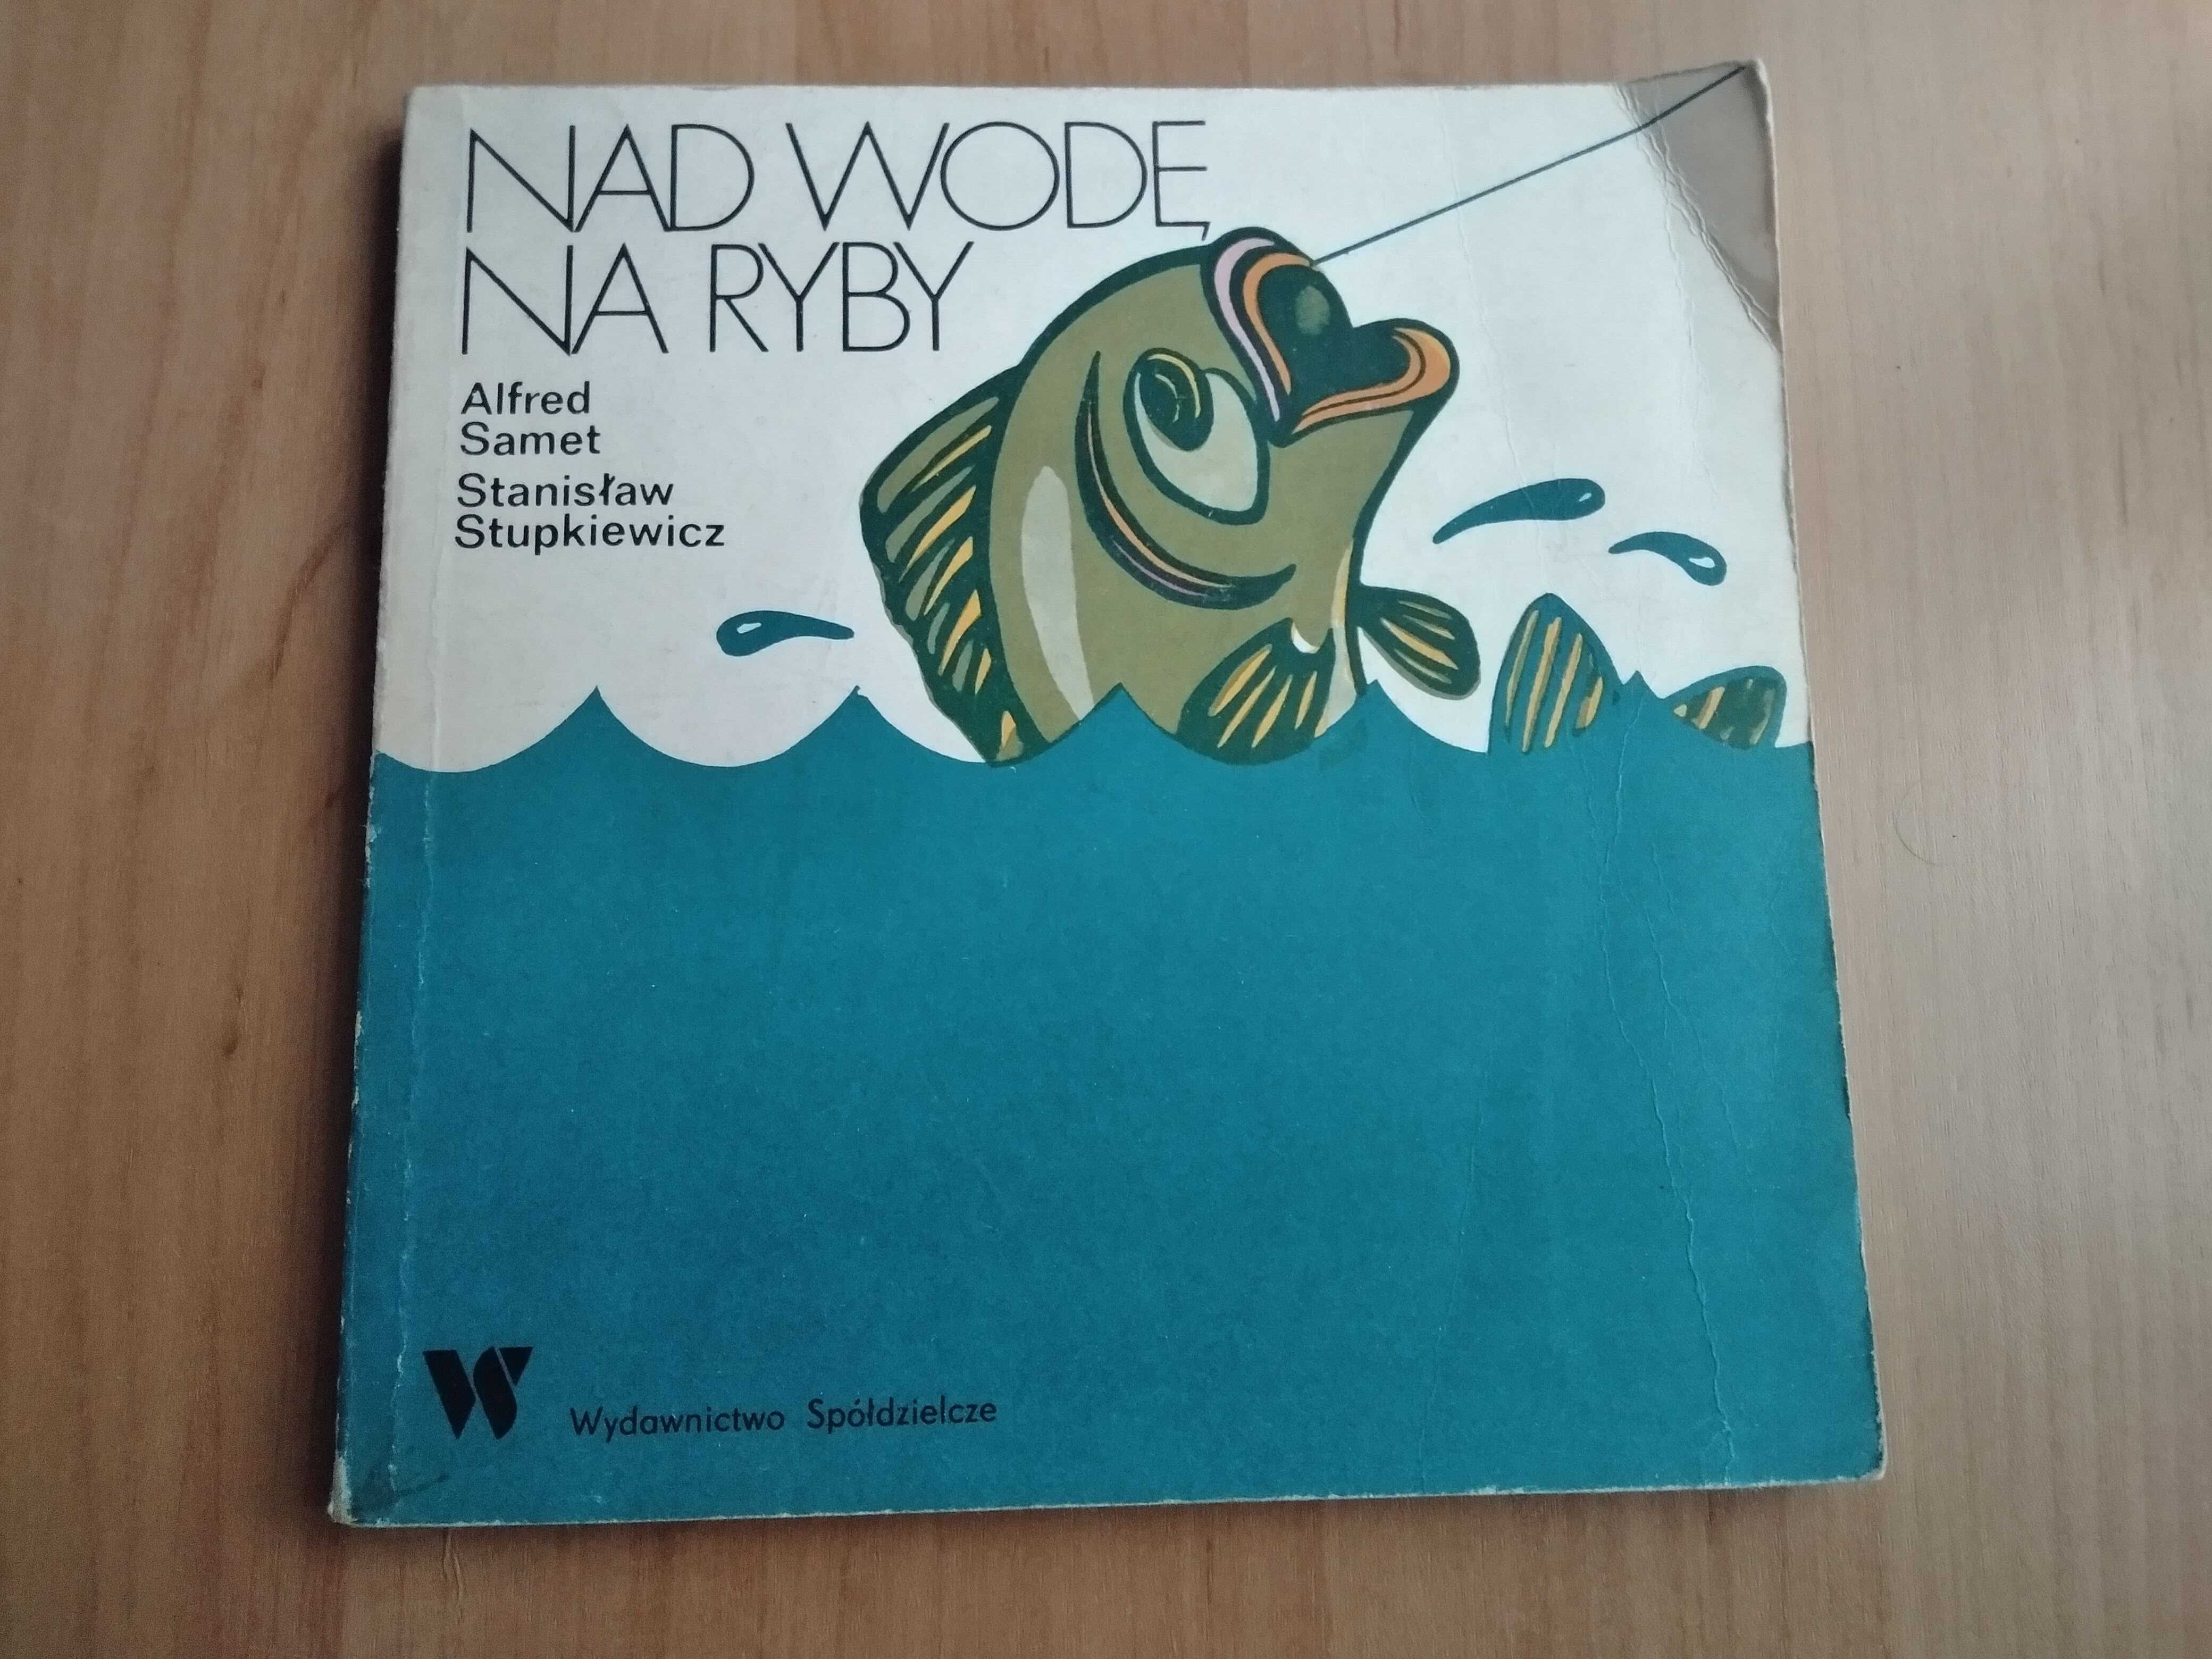 NAD WODĘ
NA RYBY
Alfred
Samet
Stanisław
Stupkiewicz
Wydawnictwo Spółdzielcze